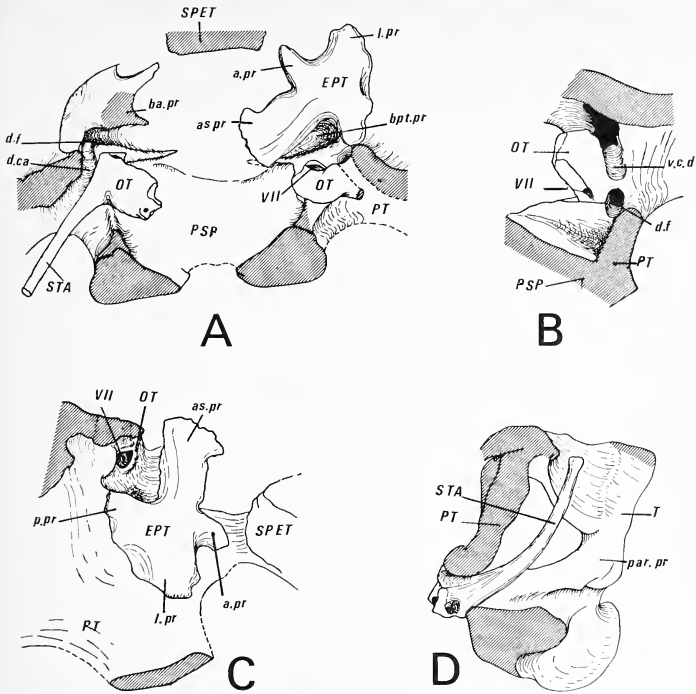 SPET
l.pr
a.pr
EPT
ba.pr
as pr
bpt.pr
d.f
d.ca
OT
VII
OT
PT
PSP
STA
A
OT
v.c.d
VII
d.f
PT
PSP
B
VII
OT
as.pr
p.pr
EPT
SPET
l.pr
a.pr
PT
C
STA
PT
T
par.pr
D